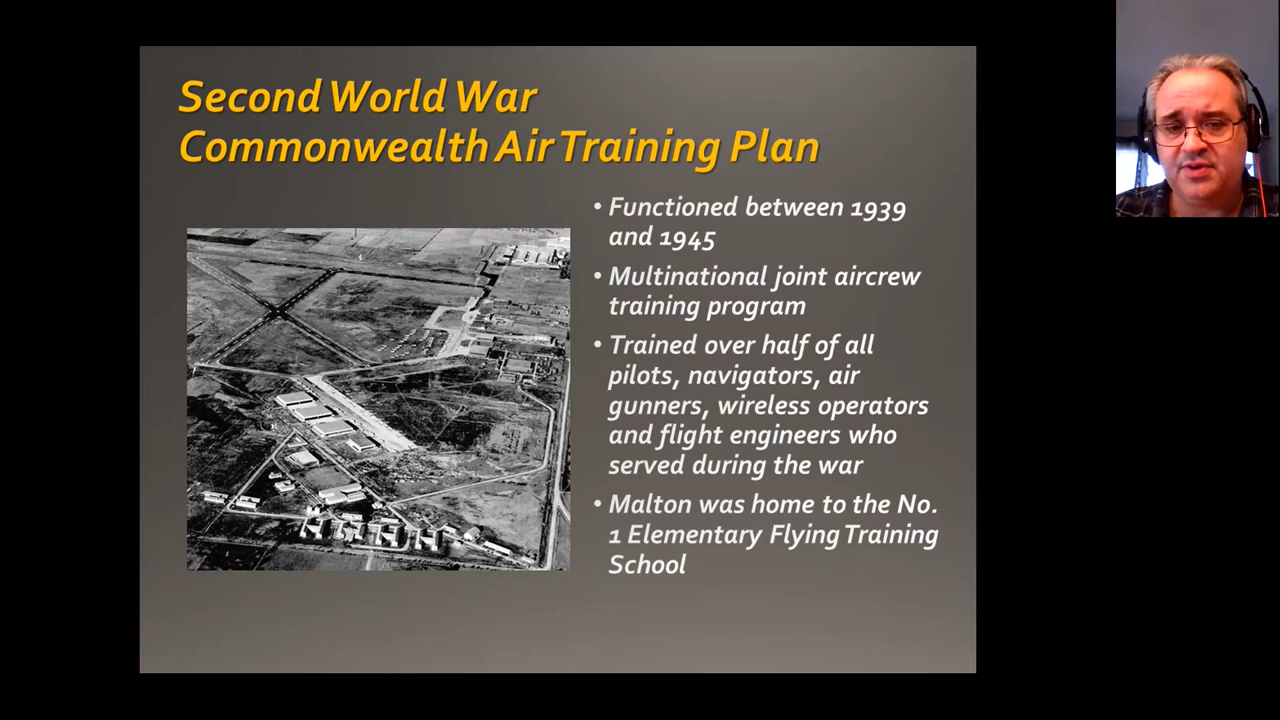 Second World War
Commonwealth Air Training Plan
• Functioned between 1939
and 1945
• Multinational joint aircrew
training program
• Trained over half of all
pilots, navigators, air
gunners, wireless operators
and flight engineers who
served during the war
• Malton was home to the No.
1 Elementary Flying Training
School